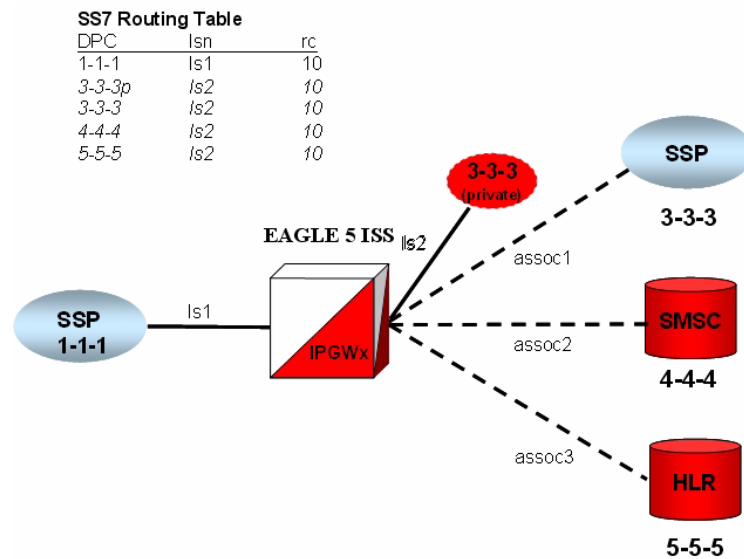 SS7 Routing Table
DPC lsn rc
1-1-1 ls1 10
3-3-3p ls2 10
3-3-3 ls2 10
4-4-4 ls2 10
5-5-5 ls2 10
3-3-3
(private)
SSP
3-3-3
EAGLE 5 ISS
ls2
assoc1
SSP
1-1-1
ls1
IPGWx
assoc2
SMSC
4-4-4
assoc3
HLR
5-5-5